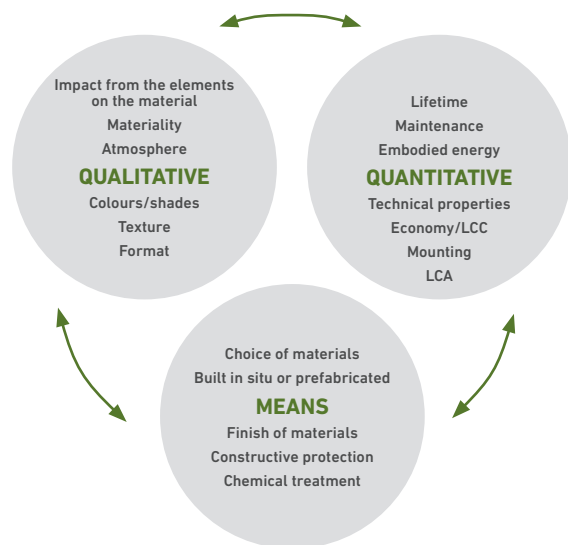 Impact from the elements
on the material
Materiality
Atmosphere
QUALITATIVE
Colours/shades
Texture
Format
Lifetime
Maintenance
Embodied energy
QUANTITATIVE
Technical properties
Economy/LCC
Mounting
LCA
Choice of materials
Built in situ or prefabricated
MEANS
Finish of materials
Constructive protection
Chemical treatment